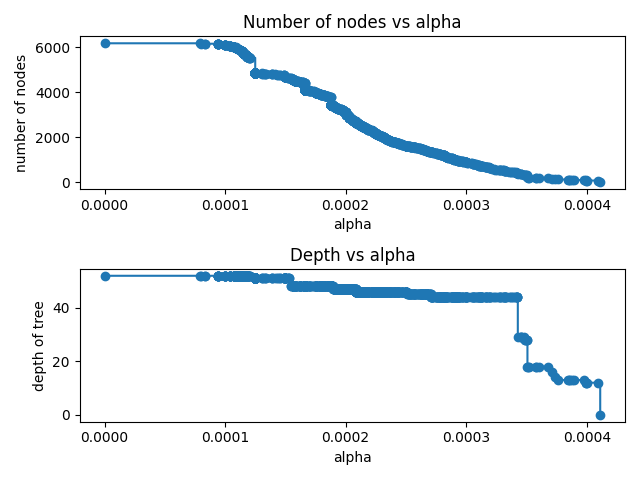 Number of nodes vs alpha
number of nodes
6000
4000
2000
0
0.0000 0.0001 0.0002 0.0003 0.0004
alpha
Depth vs alpha
depth of tree
40
20
0
0.0000 0.0001 0.0002 0.0003 0.0004
alpha